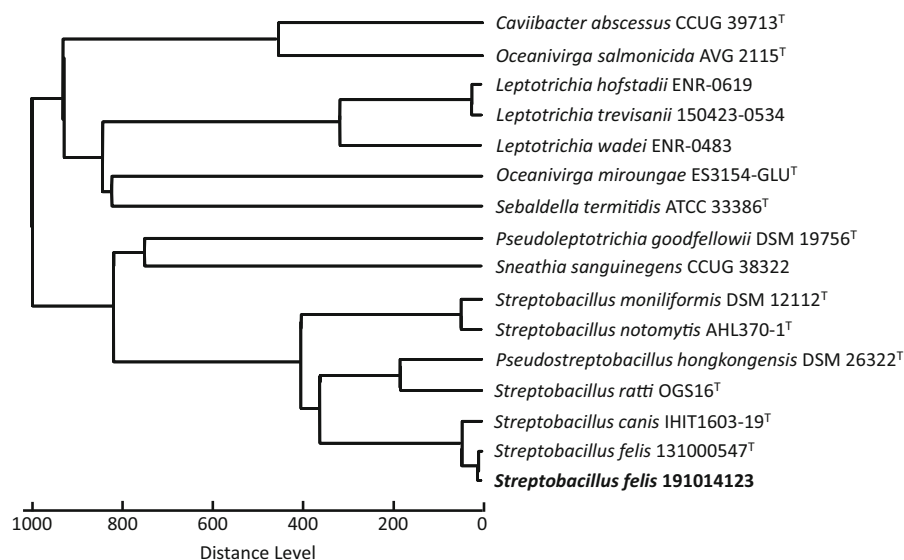 Caviibacter abscessus CCUG 39713ᵀ
Oceanivirga salmonicida AVG 2115ᵀ
Leptotrichia hofstadii ENR-0619
Leptotrichia trevisanii 150423-0534
Leptotrichia wadei ENR-0483
Oceanivirga miroungae ES3154-GLUᵀ
Sebaldella termitidis ATCC 33386ᵀ
Pseudoleptotrichia goodfellowii DSM 19756ᵀ
Sneathia sanguinegens CCUG 38322
Streptobacillus moniliformis DSM 12112ᵀ
Streptobacillus notomytis AHL370-1ᵀ
Pseudostreptobacillus hongkongensis DSM 26322ᵀ
Streptobacillus ratti OGS16ᵀ
Streptobacillus canis IHIT1603-19ᵀ
Streptobacillus felis 131000547ᵀ
Streptobacillus felis 191014123
1000 800 600 400 200 0
Distance Level